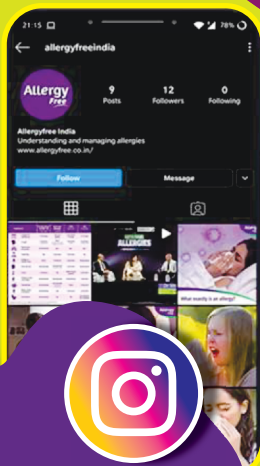 21:15
78%
allergyfreeindia
Allergy
Free
9
12
0
Posts
Followers
Following
Allergyfree India
Understanding and managing allergies
www.allergyfree.co.in/
Follow
Message
ALLERGIES
What exactly is an allergy?